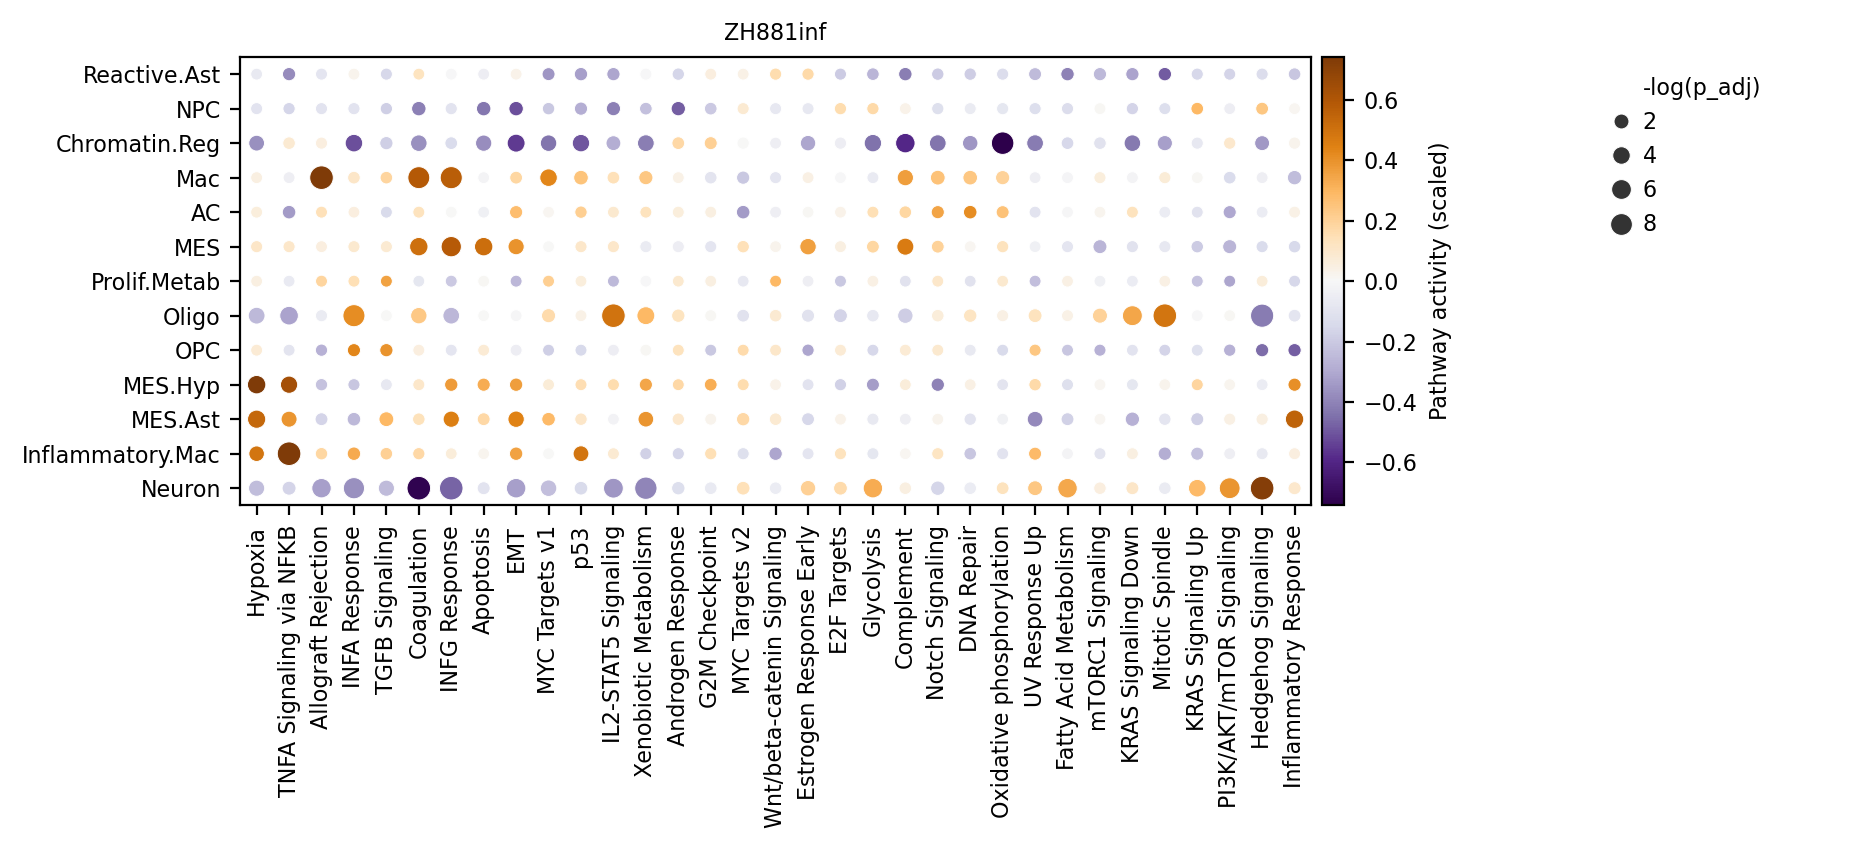 ZH881inf
Reactive.Ast
NPC
Chromatin.Reg
Mac
AC
MES
Prolif.Metab
Oligo
OPC
MES.Hyp
MES.Ast
Inflammatory.Mac
Neuron
Hypoxia
TNFA Signaling via NFKB
Allograft Rejection
INFA Response
TGFB Signaling
Coagulation
INFG Response
Apoptosis
EMT
MYC Targets v1
p53
IL2-STAT5 Signaling
Xenobiotic Metabolism
Androgen Response
G2M Checkpoint
MYC Targets v2
Wnt/beta-catenin Signaling
Estrogen Response Early
E2F Targets
Glycolysis
Complement
Notch Signaling
DNA Repair
Oxidative phosphorylation
UV Response Up
Fatty Acid Metabolism
mTORC1 Signaling
KRAS Signaling Down
Mitotic Spindle
KRAS Signaling Up
PI3K/AKT/mTOR Signaling
Hedgehog Signaling
Inflammatory Response
0.6
0.4
0.2
0.0
−0.2
−0.4
−0.6
Pathway activity (scaled)
-log(p_adj)
2
4
6
8